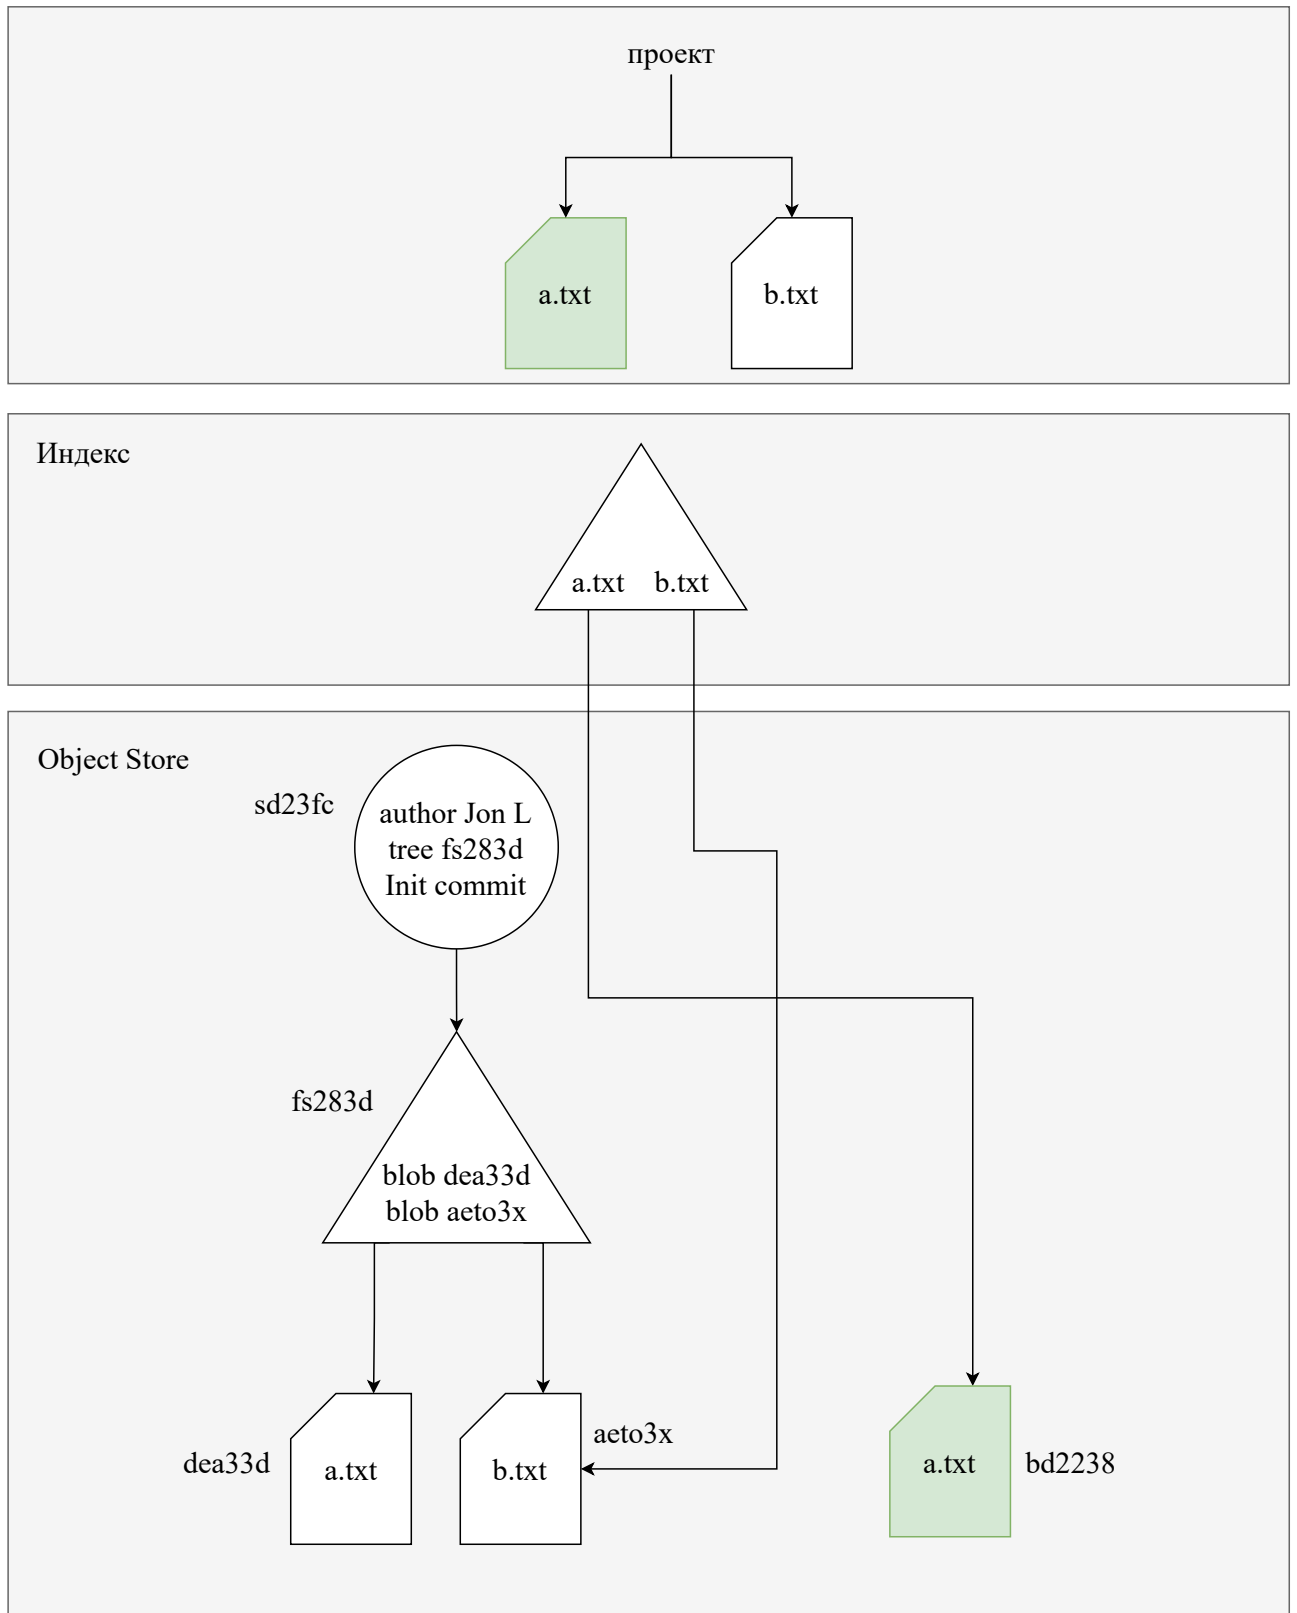 проект
a.txt
b.txt
Индекс
a.txt b.txt
Object Store
sd23fc
author Jon L
tree fs283d
Init commit
fs283d
blob dea33d
blob aeto3x
aeto3x
dea33d
a.txt
b.txt
a.txt
bd2238